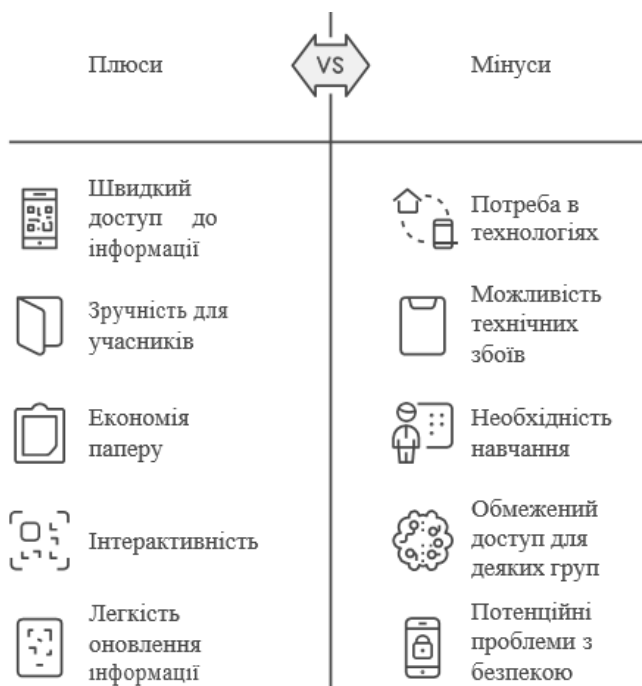 Плюси
VS
Мінуси
Швидкий
доступ до
інформації
Потреба в
технологіях
Зручність для
учасників
Можливість
технічних
збоїв
Економія
паперу
Необхідність
навчання
Інтерактивність
Обмежений
доступ для
деяких груп
Легкість
оновлення
інформації
Потенційні
проблеми з
безпекою